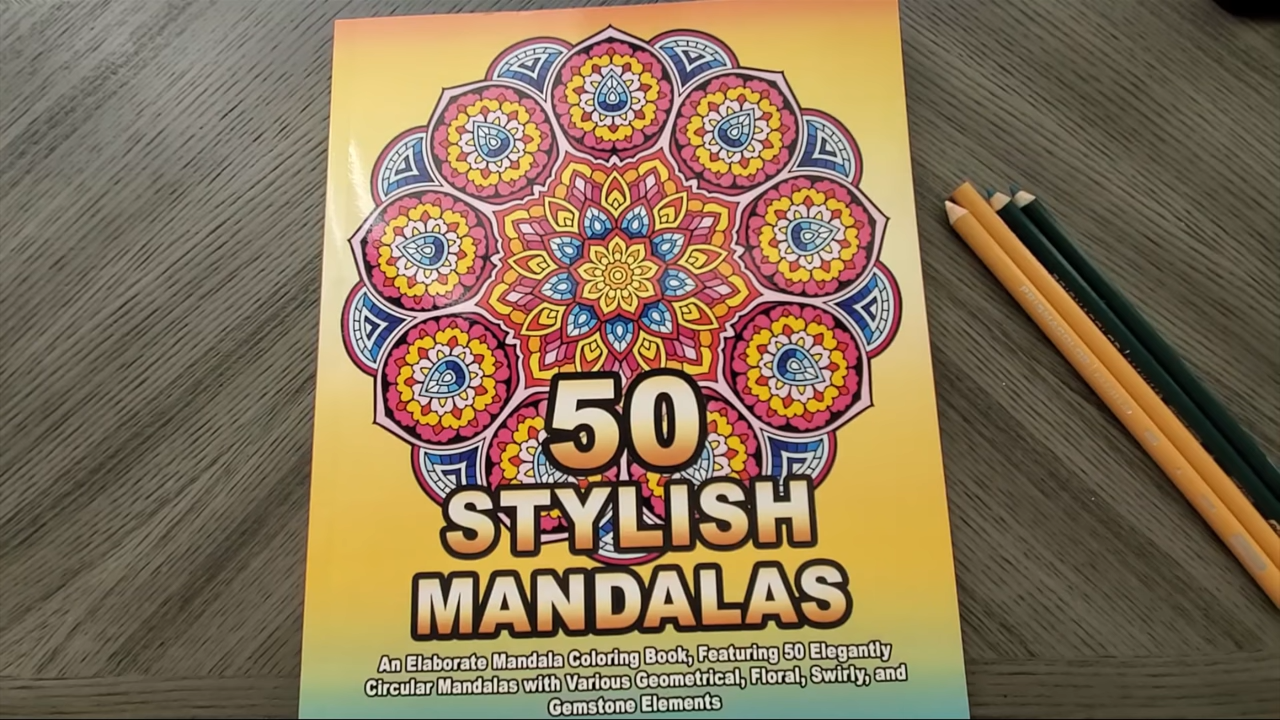 50
STYLISH
MANDALAS
An Elaborate Mandala Coloring Book, Featuring 50 Elegantly
Circular Mandalas with Various Geometrical, Floral, Swirly, and
Gemstone Elements
PRISMACOLOR